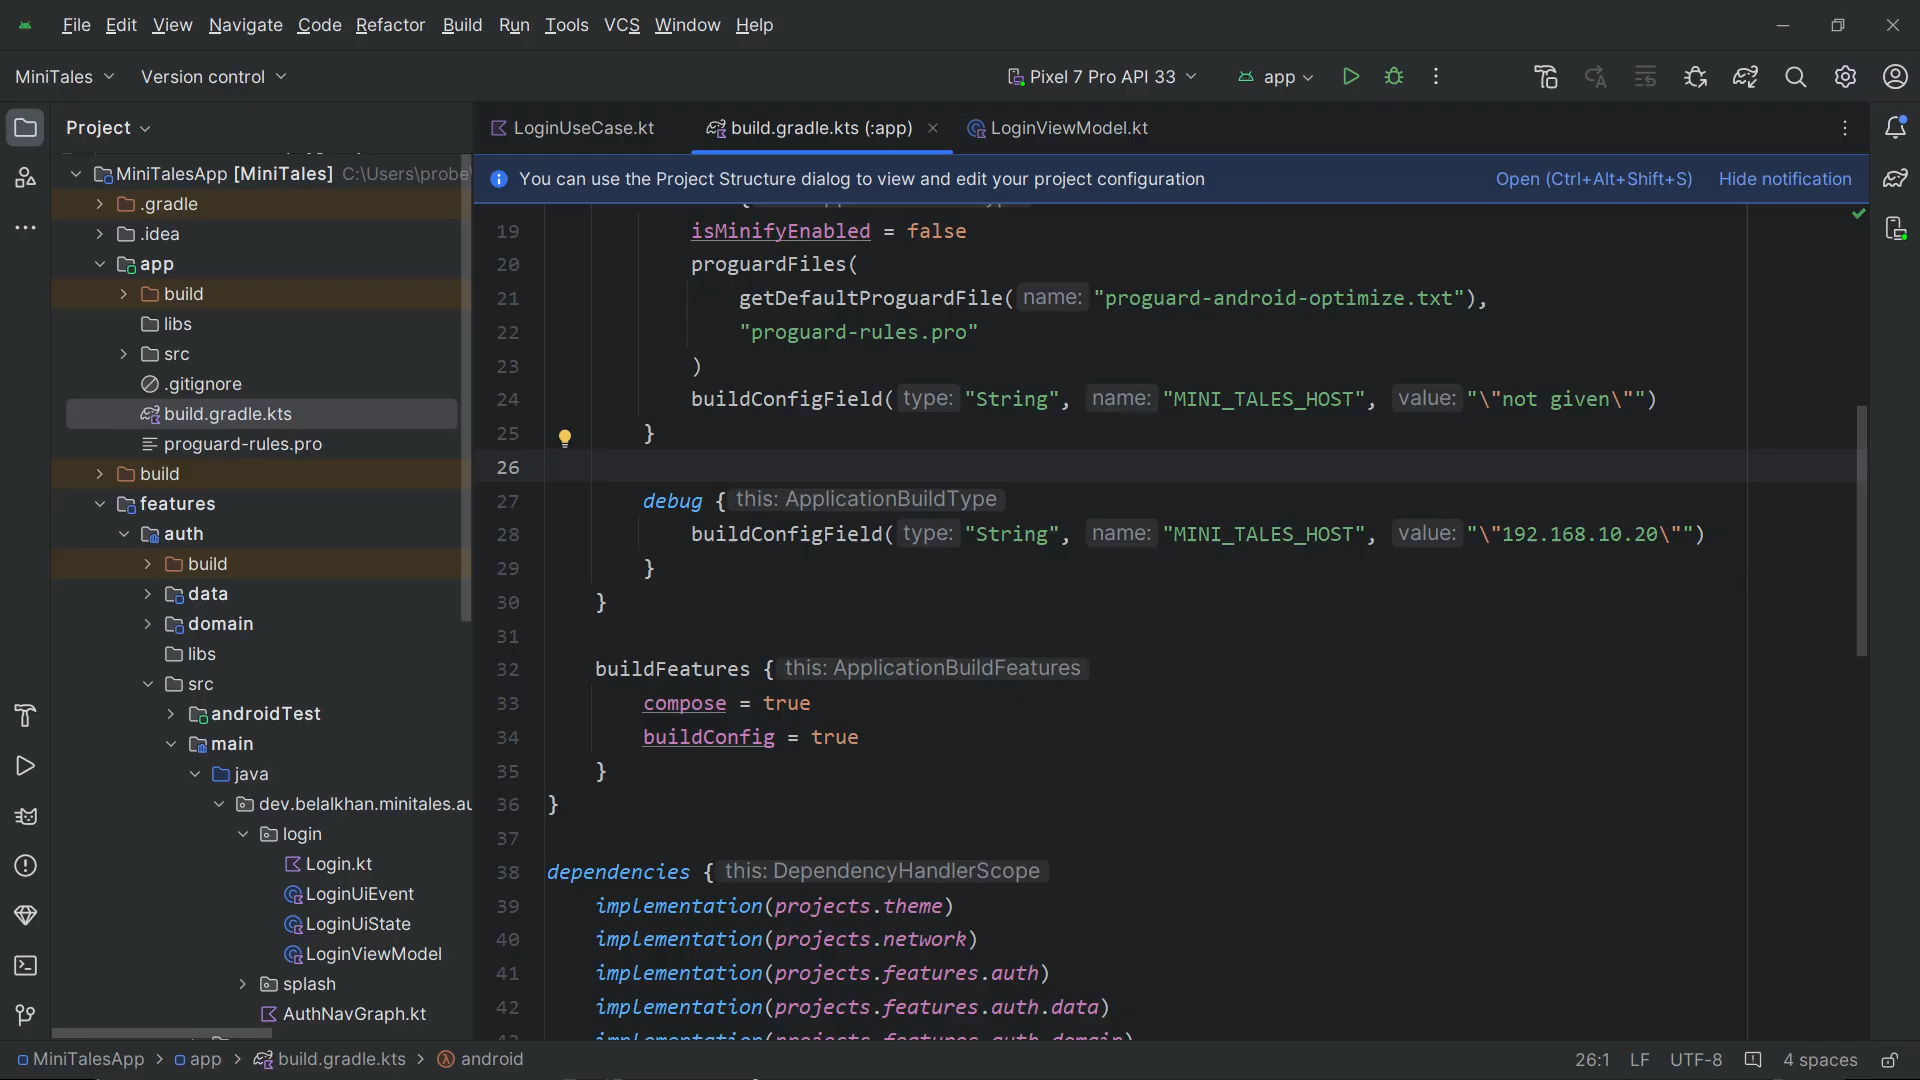 File Edit View Navigate Code Refactor Build Run Tools VCS Window Help
MiniTales Version control Pixel 7 Pro API 33 app
Project
LoginUseCase.kt build.gradle.kts (:app) LoginViewModel.kt
You can use the Project Structure dialog to view and edit your project configuration Open (Ctrl+Alt+Shift+S) Hide notification
MiniTalesApp [MiniTales] C:\Users\probe
.gradle
.idea
app
build
libs
src
.gitignore
build.gradle.kts
proguard-rules.pro
build
features
auth
build
data
domain
libs
src
androidTest
main
java
dev.belalkhan.minitales.au
login
Login.kt
LoginUiEvent
LoginUiState
LoginViewModel
splash
AuthNavGraph.kt
19 isMinifyEnabled = false
20 proguardFiles(
21 getDefaultProguardFile( name: "proguard-android-optimize.txt"),
22 "proguard-rules.pro"
23 )
24 buildConfigField( type: "String", name: "MINI_TALES_HOST", value: "\"not given\"")
25 }
26
27 debug { this: ApplicationBuildType
28 buildConfigField( type: "String", name: "MINI_TALES_HOST", value: "\"192.168.10.20\"")
29 }
30 }
31
32 buildFeatures { this: ApplicationBuildFeatures
33 compose = true
34 buildConfig = true
35 }
36 }
37
38 dependencies { this: DependencyHandlerScope
39 implementation(projects.theme)
40 implementation(projects.network)
41 implementation(projects.features.auth)
42 implementation(projects.features.auth.data)
implementation(projects.features.auth.domain)
MiniTalesApp app build.gradle.kts android 26:1 LF UTF-8 4 spaces